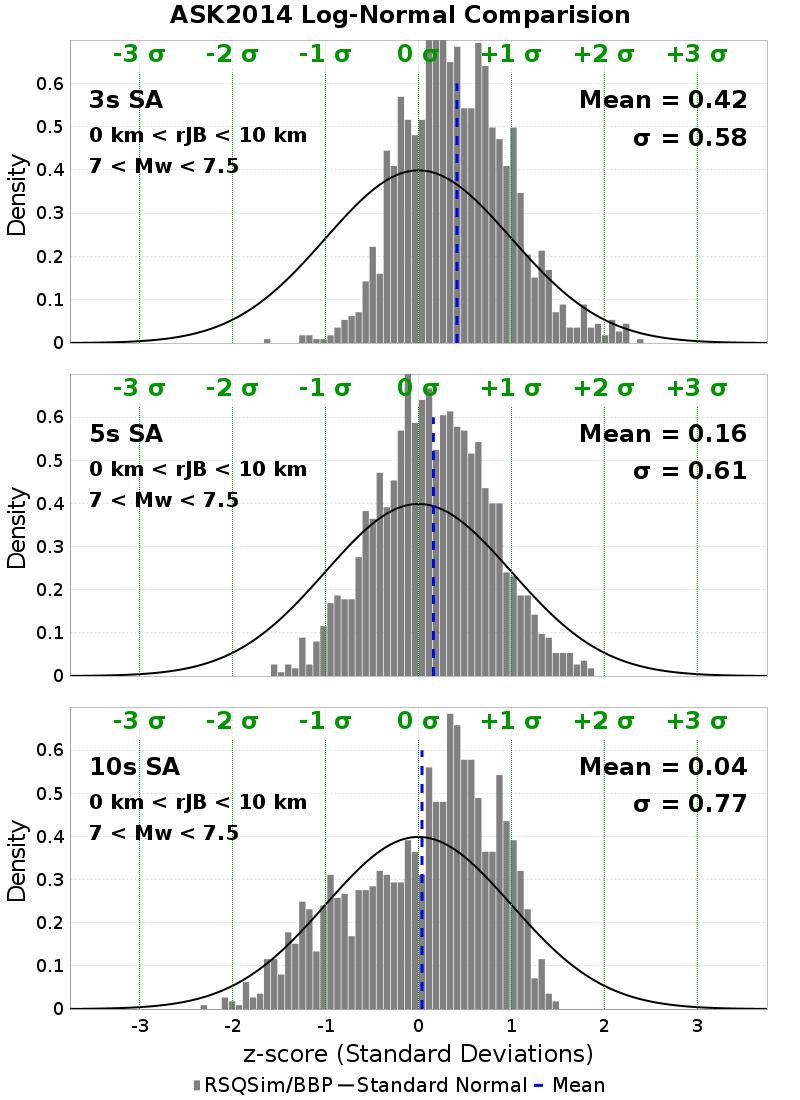 ASK2014 Log-Normal Comparision
-3 σ -2 σ -1 σ 0 σ +1 σ +2 σ +3 σ
3s SA
0 km < rJB < 10 km
7 < Mw < 7.5
Mean = 0.42
σ = 0.58
Density
0.6
0.5
0.4
0.3
0.2
0.1
0
-3 σ -2 σ -1 σ 0 σ +1 σ +2 σ +3 σ
5s SA
0 km < rJB < 10 km
7 < Mw < 7.5
Mean = 0.16
σ = 0.61
Density
0.6
0.5
0.4
0.3
0.2
0.1
0
-3 σ -2 σ -1 σ 0 σ +1 σ +2 σ +3 σ
10s SA
0 km < rJB < 10 km
7 < Mw < 7.5
Mean = 0.04
σ = 0.77
Density
0.6
0.5
0.4
0.3
0.2
0.1
0
-3 -2 -1 0 1 2 3
z-score (Standard Deviations)
RSQSim/BBP Standard Normal Mean